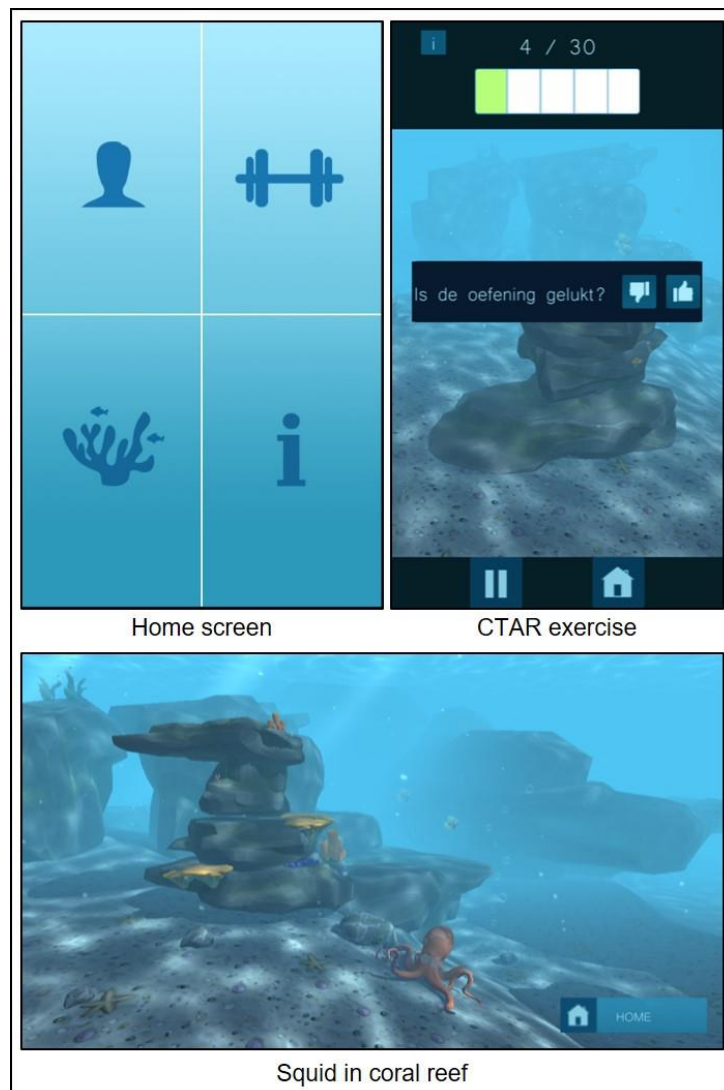 i
4 / 30
Is de oefening gelukt?
i
Home screen
CTAR exercise
HOME
Squid in coral reef